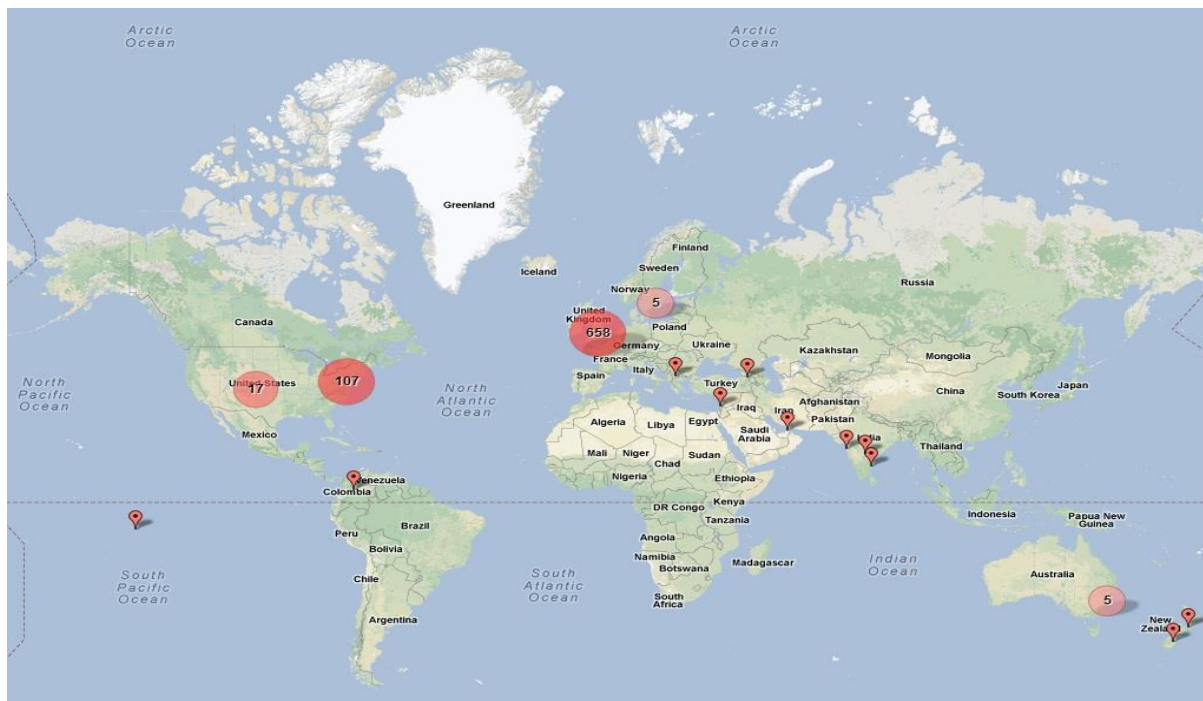 Arctic
Ocean
Arctic
Ocean
Greenland
Iceland
Finland
Sweden
Norway
Russia
5
United
Kingdom
658
Poland
Canada
Germany
Ukraine
France
Kazakhstan
Mongolia
Italy
Spain
Turkey
North
Pacific
Ocean
United States
17
107
North
Atlantic
Ocean
China
Japan
South Korea
Afghanistan
Iraq
Iran
Pakistan
Algeria
Libya
Egypt
Saudi
Arabia
Mexico
Mali
Niger
Chad
Sudan
Thailand
Venezuela
Colombia
Nigeria
Ethiopia
Kenya
DR Congo
Tanzania
Indonesia
Papua New
Guinea
Peru
Brazil
Bolivia
Angola
Namibia
Botswana
Madagascar
Indian
Ocean
South
Pacific
Ocean
Chile
South
Atlantic
Ocean
South
Africa
Australia
5
Argentina
New
Zealand